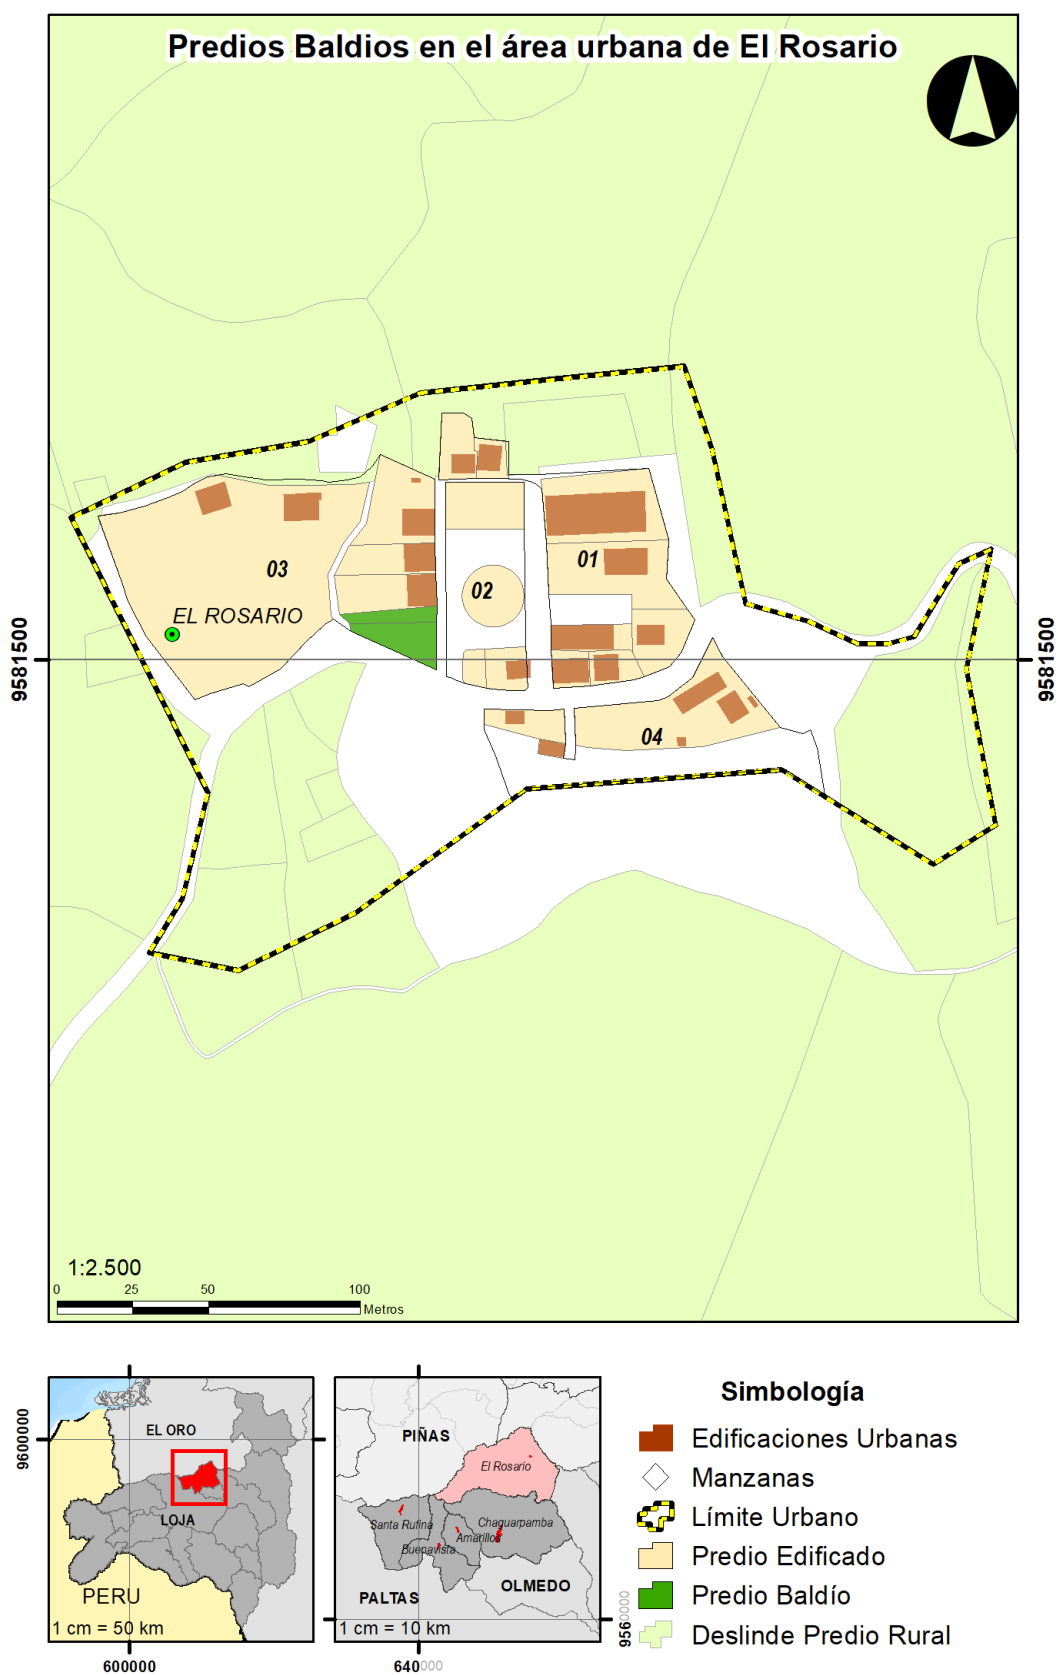 Predios Baldios en el área urbana de El Rosario
01
03
02
EL ROSARIO
9581500
9581500
04
1:2.500
0 25 50 100
Metros
9600000
EL ORO
LOJA
PERU
1 cm = 50 km
600000
PIÑAS
El Rosario
Santa Rufina
Chaguarpamba
Amarillos
Buenavista
PALTAS
OLMEDO
1 cm = 10 km
9560000
640000
Simbología
Edificaciones Urbanas
Manzanas
Límite Urbano
Predio Edificado
Predio Baldío
Deslinde Predio Rural